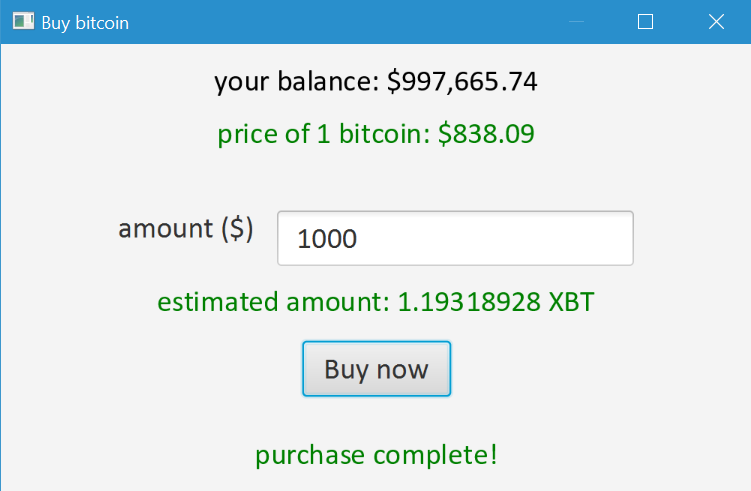 Buy bitcoin
your balance: $997,665.74
price of 1 bitcoin: $838.09
amount ($) 1000
estimated amount: 1.19318928 XBT
Buy now
purchase complete!